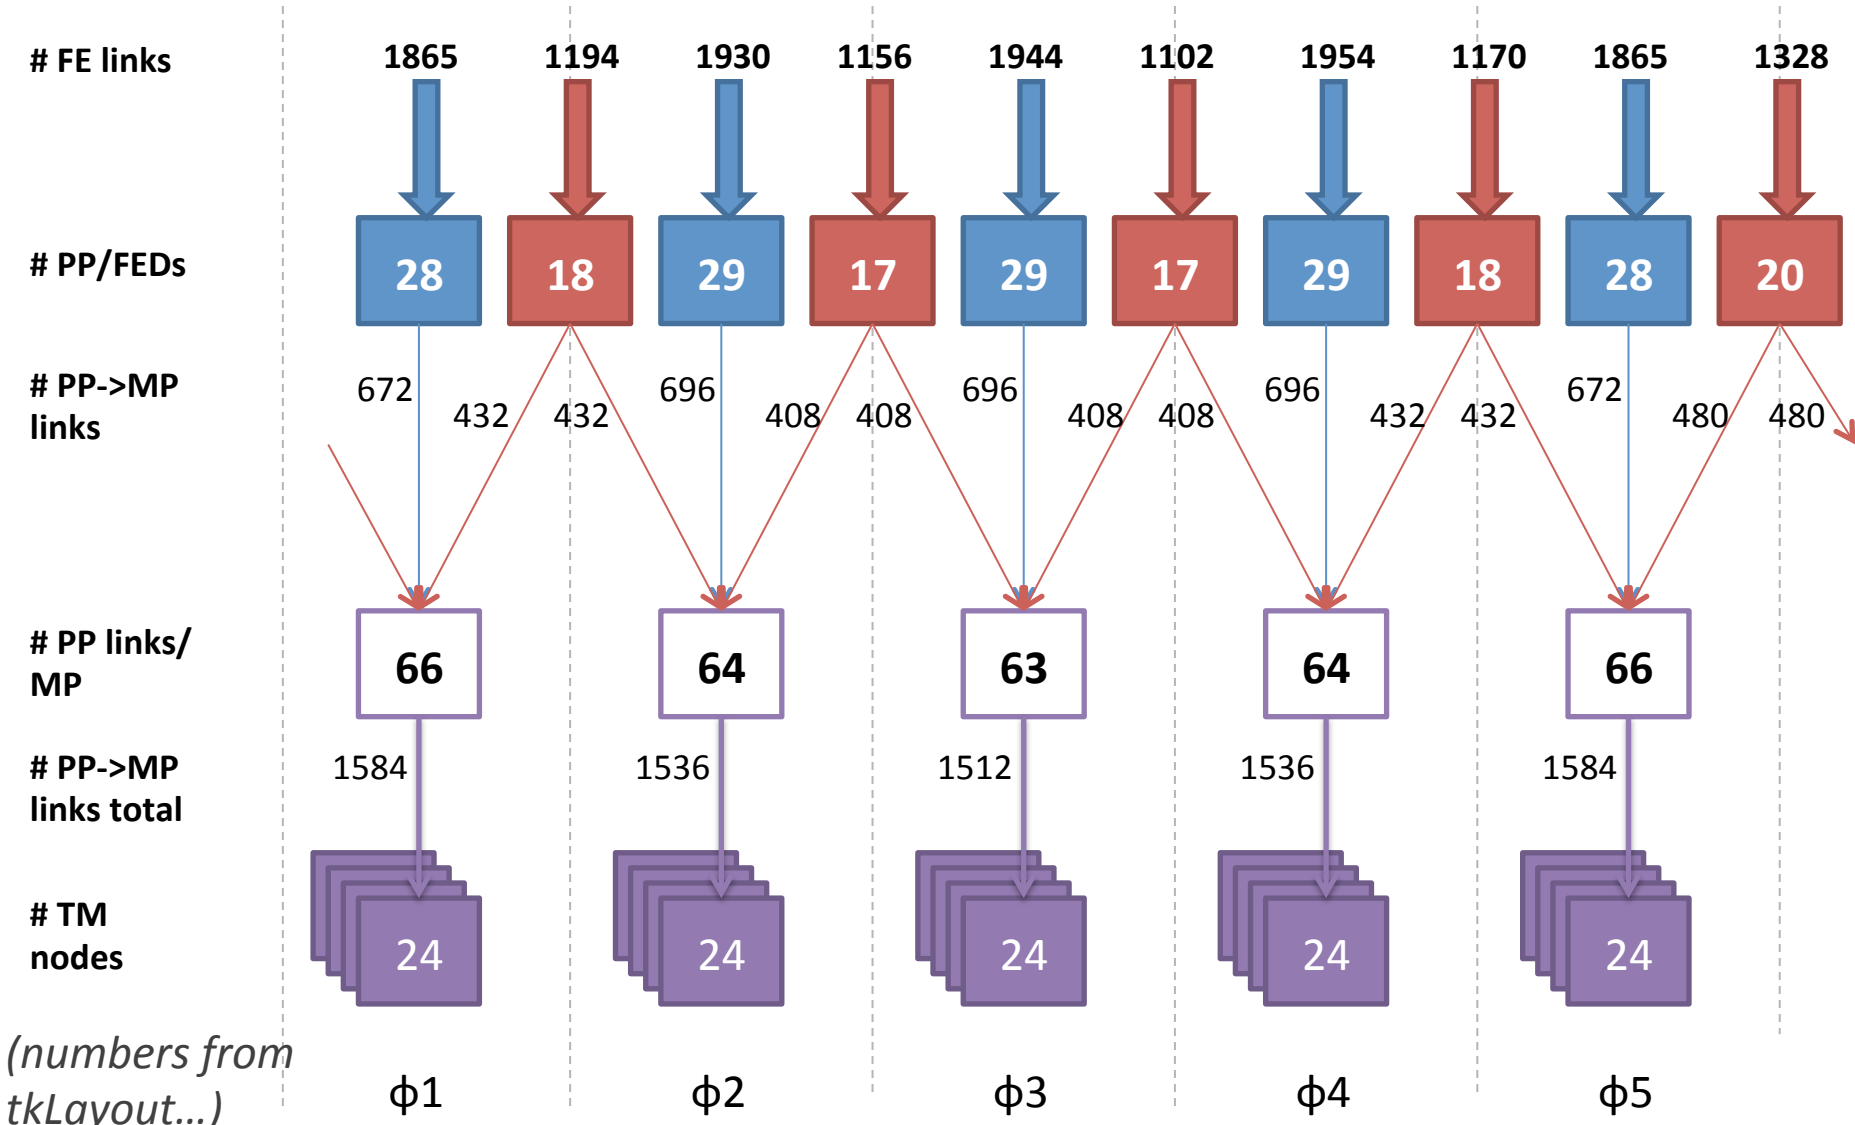 # FE links 1865 1194 1930 1156 1944 1102 1954 1170 1865 1328
# PP/FEDs 28 18 29 17 29 17 29 18 28 20
# PP->MP
links
672 696 696 696 672
432 432 408 408 408 408 432 432 480 480
# PP links/
MP
66 64 63 64 66
# PP->MP
links total
1584 1536 1512 1536 1584
# TM
nodes
24 24 24 24 24
(numbers from
tkLayout...)
ϕ1 ϕ2 ϕ3 ϕ4 ϕ5